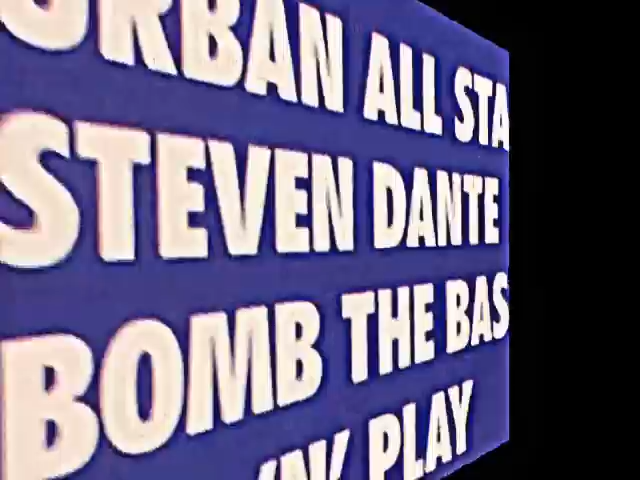 URBAN ALL STA
STEVEN DANTE
BOMB THE BAS
'N' PLAY